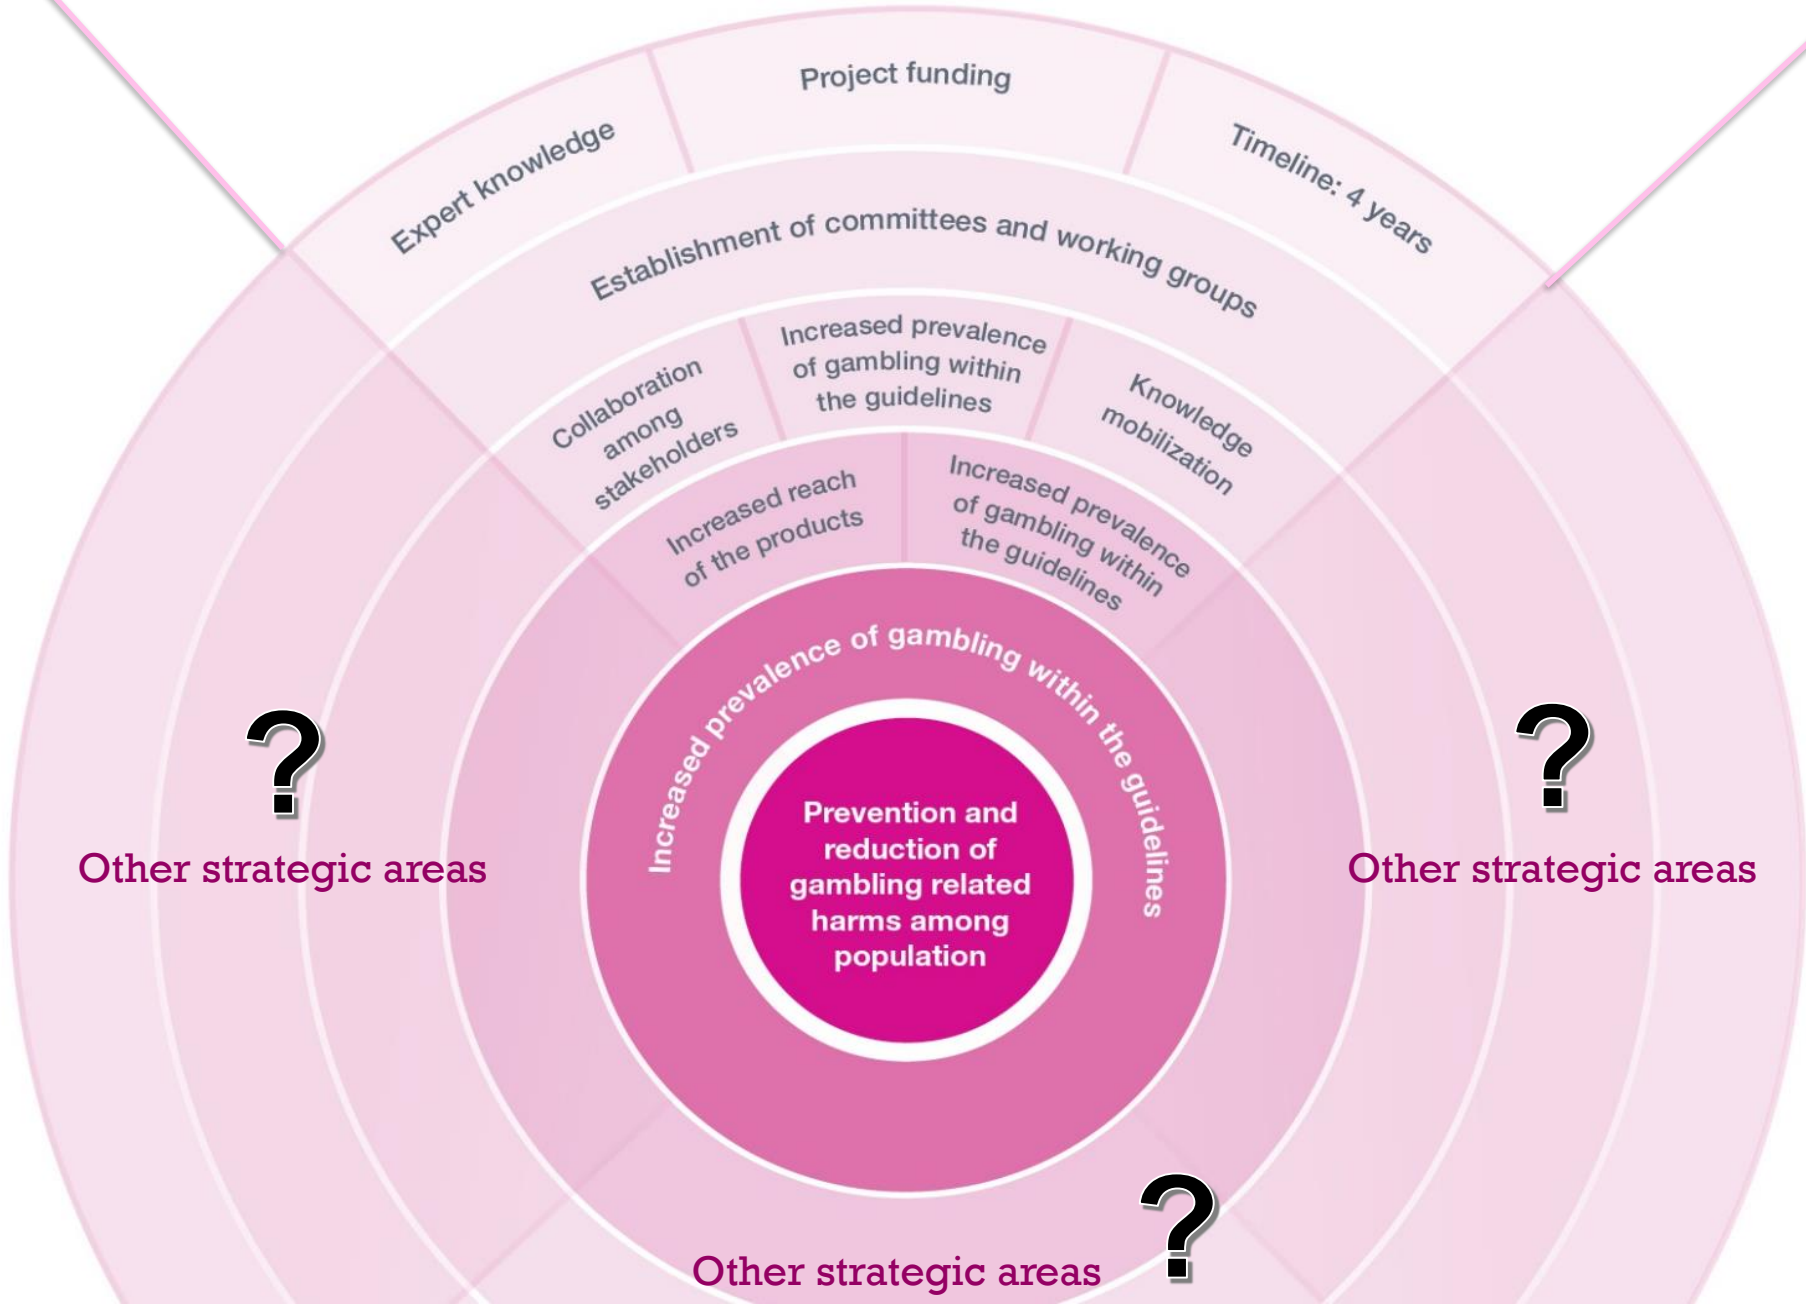 Project funding
Expert knowledge
Timeline: 4 years
Establishment of committees and working groups
Collaboration
among
stakeholders
Increased prevalence
of gambling within
the guidelines
Knowledge
mobilization
Increased reach
of the products
Increased prevalence
of gambling within
the guidelines
Increased prevalence of gambling within the guidelines
Prevention and
reduction of
gambling related
harms among
population
?
Other strategic areas
?
Other strategic areas
?
Other strategic areas